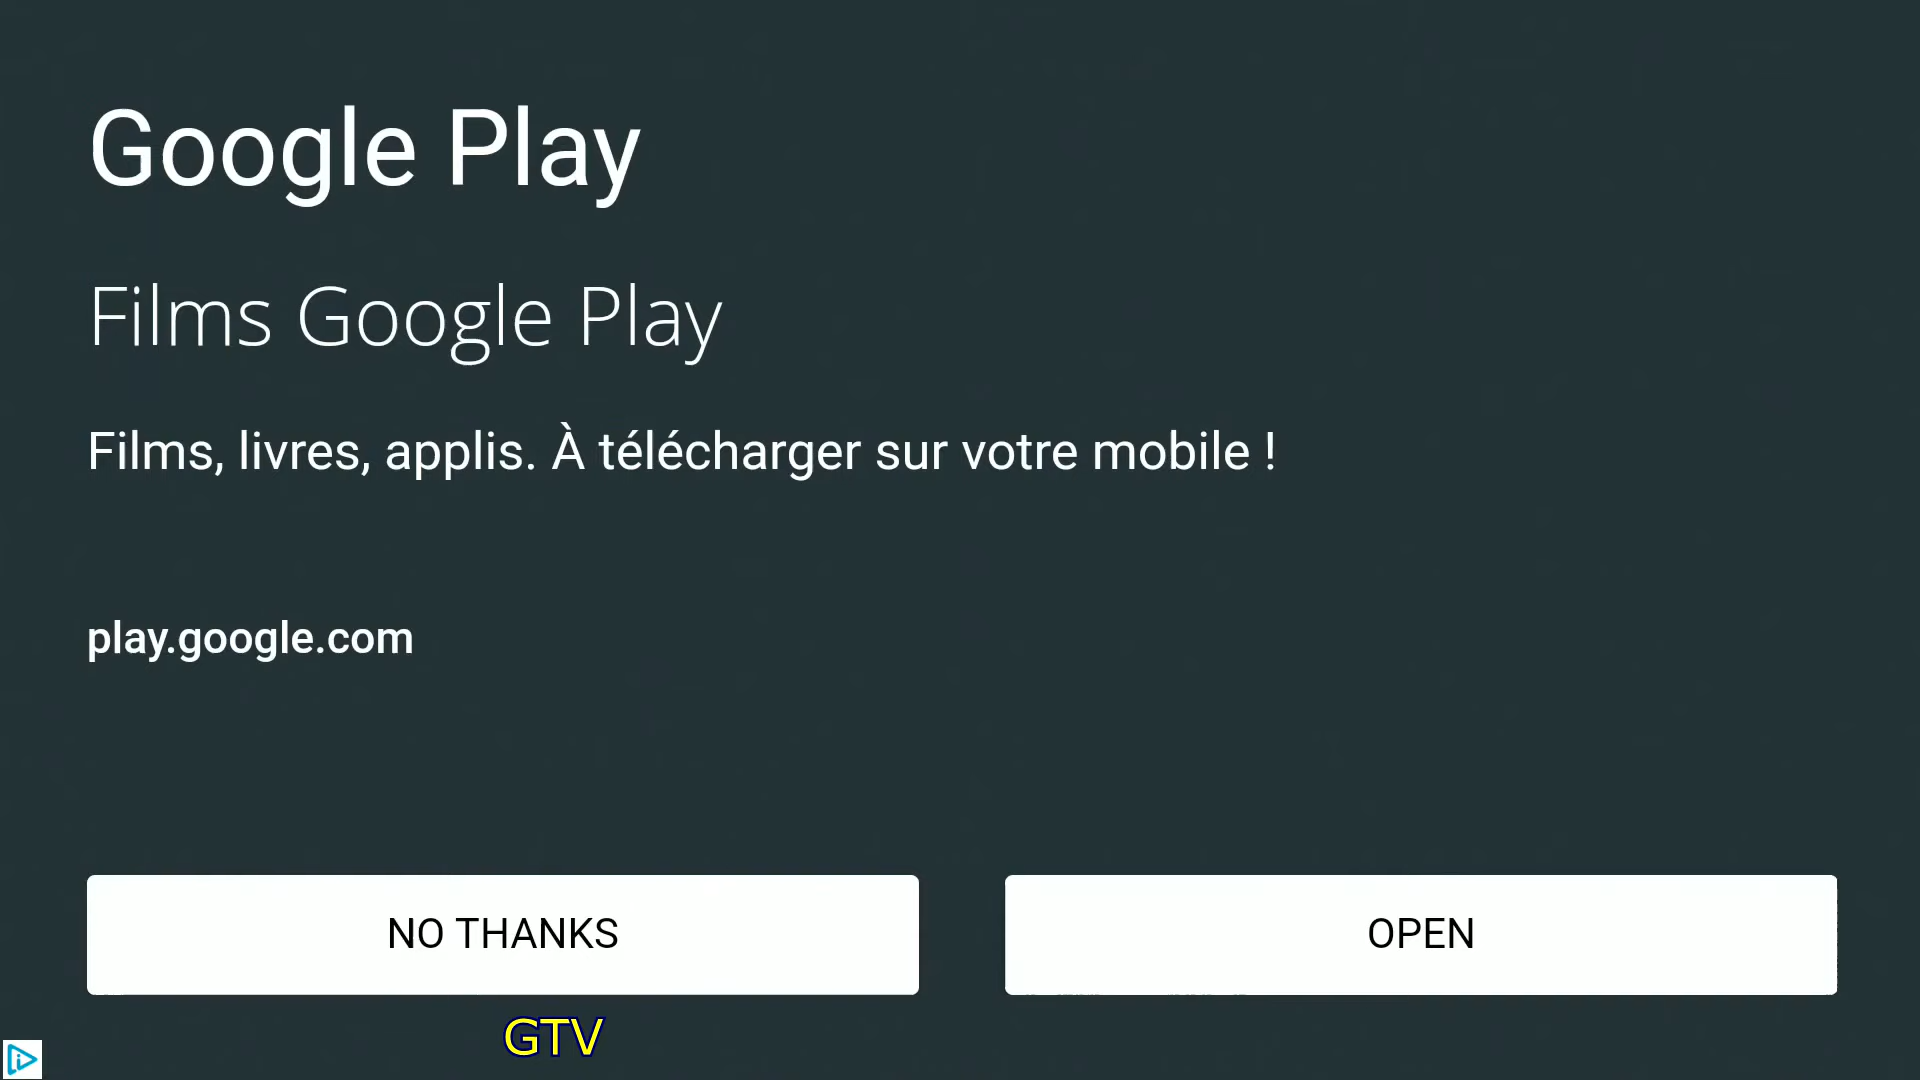 Google Play
Films Google Play
Films, livres, applis. À télécharger sur votre mobile !
play.google.com
NO THANKS
OPEN
GTV